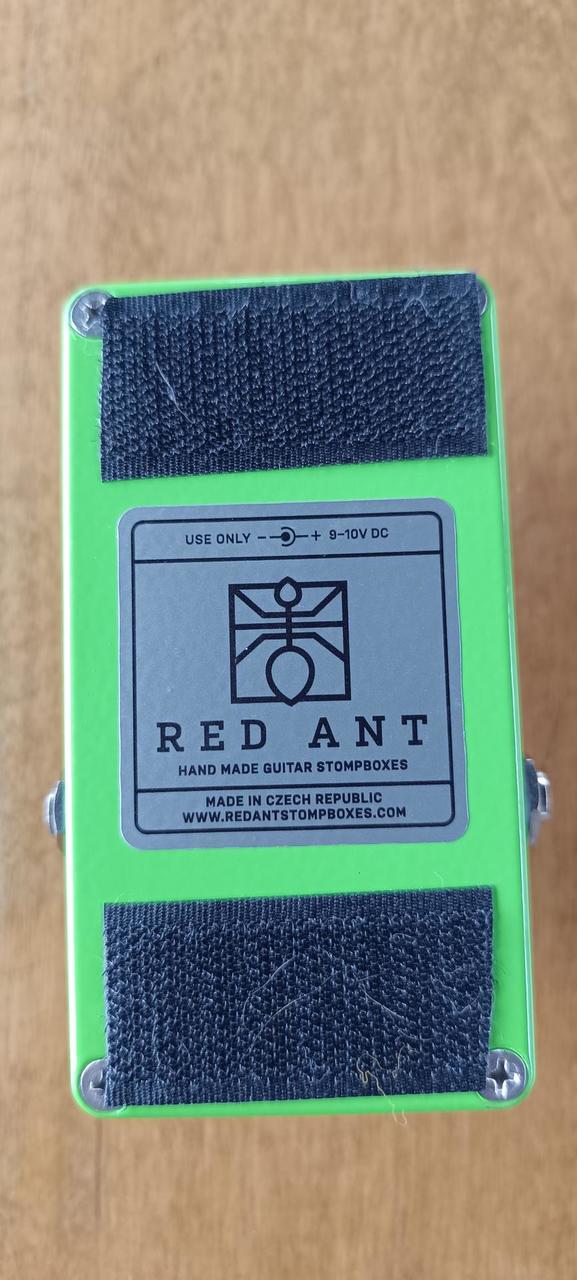 USE ONLY 9-10V DC
RED ANT
HAND MADE GUITAR STOMPBOXES
MADE IN CZECH REPUBLIC
WWW.REDANTSTOMPBOXES.COM